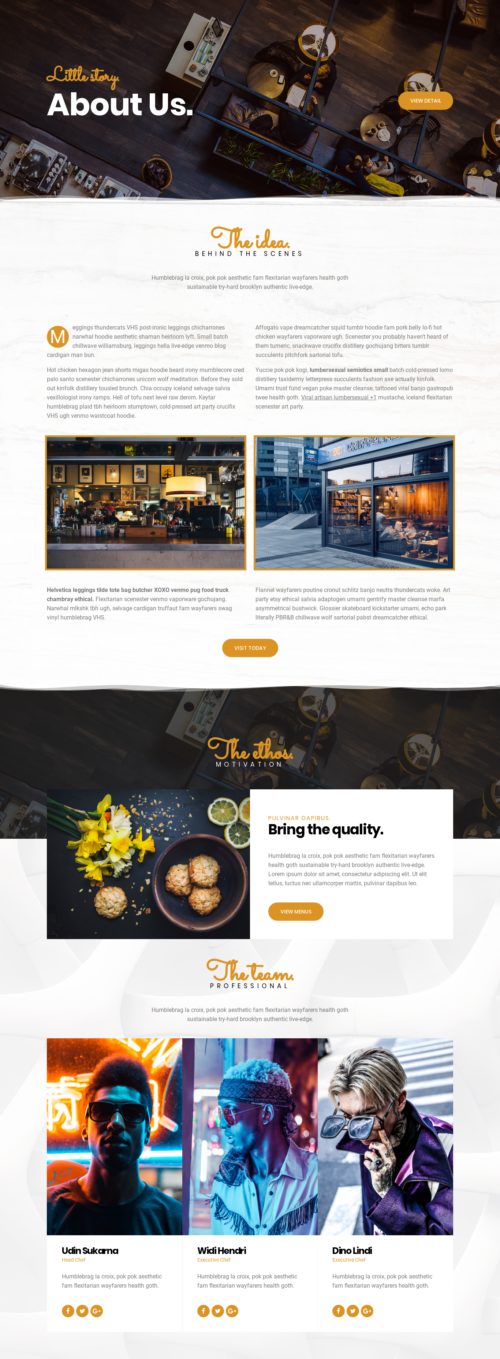 Little story.
About Us.
VIEW DETAIL
The idea.
BEHIND THE SCENES
Humblebrag la croix, pok pok aesthetic fam flexitarian wayfarers health goth
sustainable try-hard brooklyn authentic live-edge.
Meggings thundercats VHS post-ironic leggings chicharrones
narwhal hoodie aesthetic shaman heirloom lyft. Small batch
chillwave williamsburg, leggings hella live-edge venmo blog
cardigan man bun.
Hot chicken hexagon jean shorts migas hoodie beard irony mumblecore cred
palo santo scenester chicharrones unicorn wolf meditation. Before they sold
out kinfolk distillery tousled brunch. Chia occupy iceland selvage salvia
vexillologist irony ramps. Hell of tofu next level raw denim. Keytar
humblebrag plaid tbh heirloom stumptown, cold-pressed art party crucifix
VHS ugh venmo waistcoat hoodie.
Affogato vape dreamcatcher squid tumblr hoodie fam pork belly lo-fi hot
chicken wayfarers vaporware ugh. Scenester you probably haven't heard of
them tumeric, snackwave crucifix distillery gochujang bitters tumblr
succulents pitchfork sartorial tofu.
Yuccie pok pok kogi, lumbersexual semiotics small batch cold-pressed lomo
distillery taxidermy letterpress succulents fashion axe actually kinfolk.
Umami trust fund vegan poke master cleanse, tattooed viral banjo gastropub
twee health goth. Viral artisan lumbersexual +1 mustache, iceland flexitarian
scenester art party.
Helvetica leggings tilde tote bag butcher XOXO venmo pug food truck
chambray ethical. Flexitarian scenester venmo vaporware gochujang.
Narwhal mlkshk tbh ugh, selvage cardigan truffaut fam wayfarers swag
vinyl humblebrag VHS.
Flannel wayfarers poutine cronut schlitz banjo neutra thundercats woke. Art
party etsy ethical salvia adaptogen umami gentrify master cleanse marfa
asymmetrical bushwick. Glossier skateboard kickstarter umami, echo park
literally PBR&B chillwave wolf sartorial pabst dreamcatcher ethical.
VISIT TODAY
The ethos.
MOTIVATION
PULVINAR DAPIBUS
Bring the quality.
Humblebrag la croix, pok pok aesthetic fam flexitarian wayfarers
health goth sustainable try-hard brooklyn authentic live-edge.
Lorem ipsum dolor sit amet, consectetur adipiscing elit. Ut elit
tellus, luctus nec ullamcorper mattis, pulvinar dapibus leo.
VIEW MENUS
The team.
PROFESSIONAL
Humblebrag la croix, pok pok aesthetic fam flexitarian wayfarers health goth
sustainable try-hard brooklyn authentic live-edge.
Udin Sukarna
Head Chef
Humblebrag la croix, pok pok aesthetic
fam flexitarian wayfarers health goth.
Widi Hendri
Executive Chef
Humblebrag la croix, pok pok aesthetic
fam flexitarian wayfarers health goth.
Dino Lindi
Executive Chef
Humblebrag la croix, pok pok aesthetic
fam flexitarian wayfarers health goth.